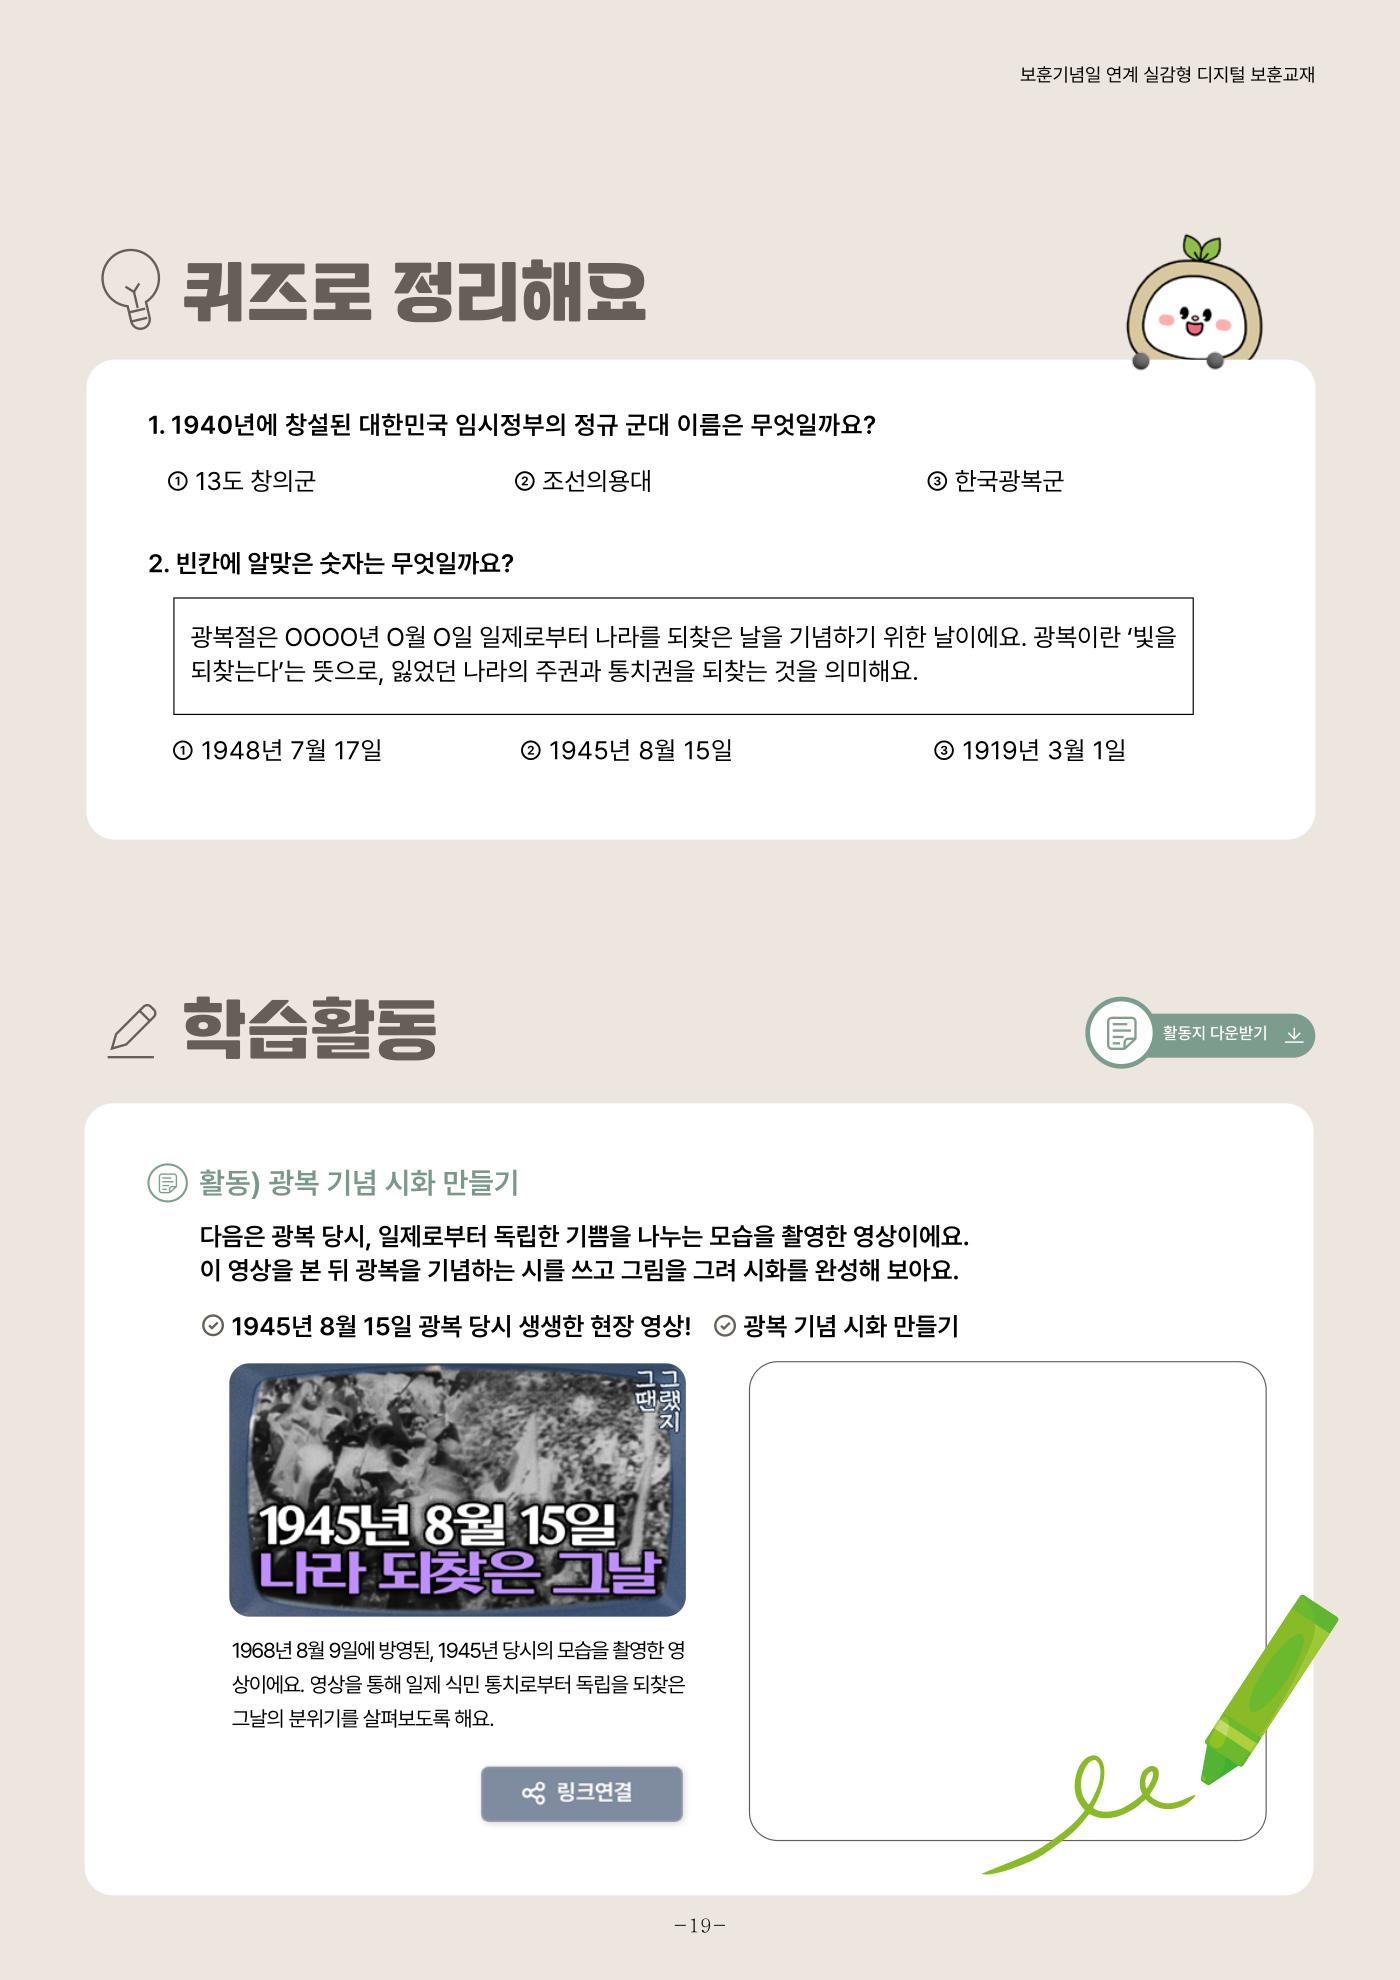 보훈기념일 연계 실감형 디지털 보훈교재
퀴즈로 정리해요
1. 1940년에 창설된 대한민국 임시정부의 정규 군대 이름은 무엇일까요?
① 13도 창의군 ② 조선의용대 ③ 한국광복군
2. 빈칸에 알맞은 숫자는 무엇일까요?
광복절은 OOOO년 O월 O일 일제로부터 나라를 되찾은 날을 기념하기 위한 날이에요. 광복이란 ‘빛을
되찾는다’는 뜻으로, 잃었던 나라의 주권과 통치권을 되찾는 것을 의미해요.
① 1948년 7월 17일 ② 1945년 8월 15일 ③ 1919년 3월 1일
학습활동
활동지 다운받기
활동) 광복 기념 시화 만들기
다음은 광복 당시, 일제로부터 독립한 기쁨을 나누는 모습을 촬영한 영상이에요.
이 영상을 본 뒤 광복을 기념하는 시를 쓰고 그림을 그려 시화를 완성해 보아요.
1945년 8월 15일 광복 당시 생생한 현장 영상! 광복 기념 시화 만들기
그땐
그랬지
1945년 8월 15일
나라 되찾은 그날
1968년 8월 9일에 방영된, 1945년 당시의 모습을 촬영한 영
상이에요. 영상을 통해 일제 식민 통치로부터 독립을 되찾은
그날의 분위기를 살펴보도록 해요.
링크연결
-19-